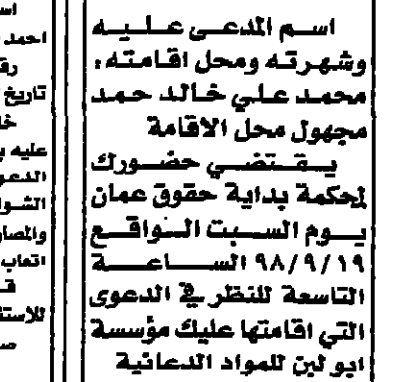 اسم المدعى عليه
وشهرته ومحل اقامته:
محمد علي خالد حمد
مجهول محل الاقامة
يقتضي حضورك
لمحكمة بداية حقوق عمان
يوم السبت الواقع
٩٨/٩/١٩ الساعة
التاسعة للنظر في الدعوى
التي اقامتها عليك مؤسسة
ابو لبن للمواد الدعائية